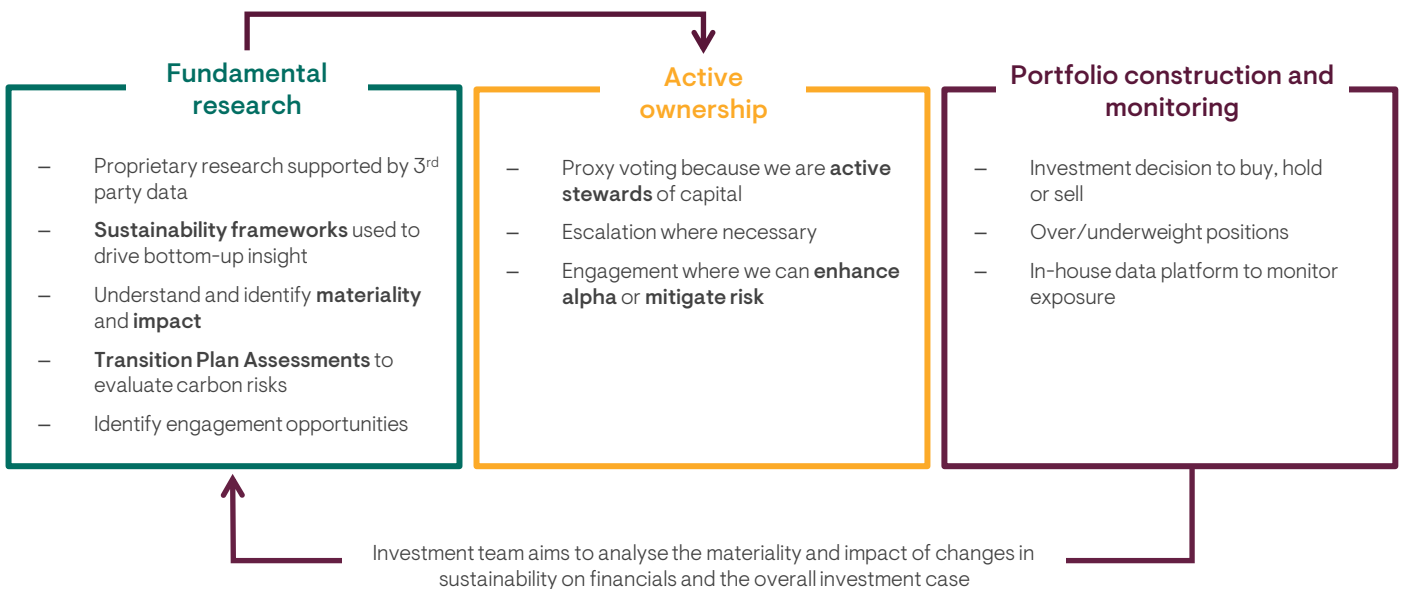 Fundamental
research
– Proprietary research supported by 3rd
party data
– Sustainability frameworks used to
drive bottom-up insight
– Understand and identify materiality
and impact
– Transition Plan Assessments to
evaluate carbon risks
– Identify engagement opportunities
Active
ownership
– Proxy voting because we are active
stewards of capital
– Escalation where necessary
– Engagement where we can enhance
alpha or mitigate risk
Portfolio construction and
monitoring
– Investment decision to buy, hold
or sell
– Over/underweight positions
– In-house data platform to monitor
exposure
Investment team aims to analyse the materiality and impact of changes in
sustainability on financials and the overall investment case